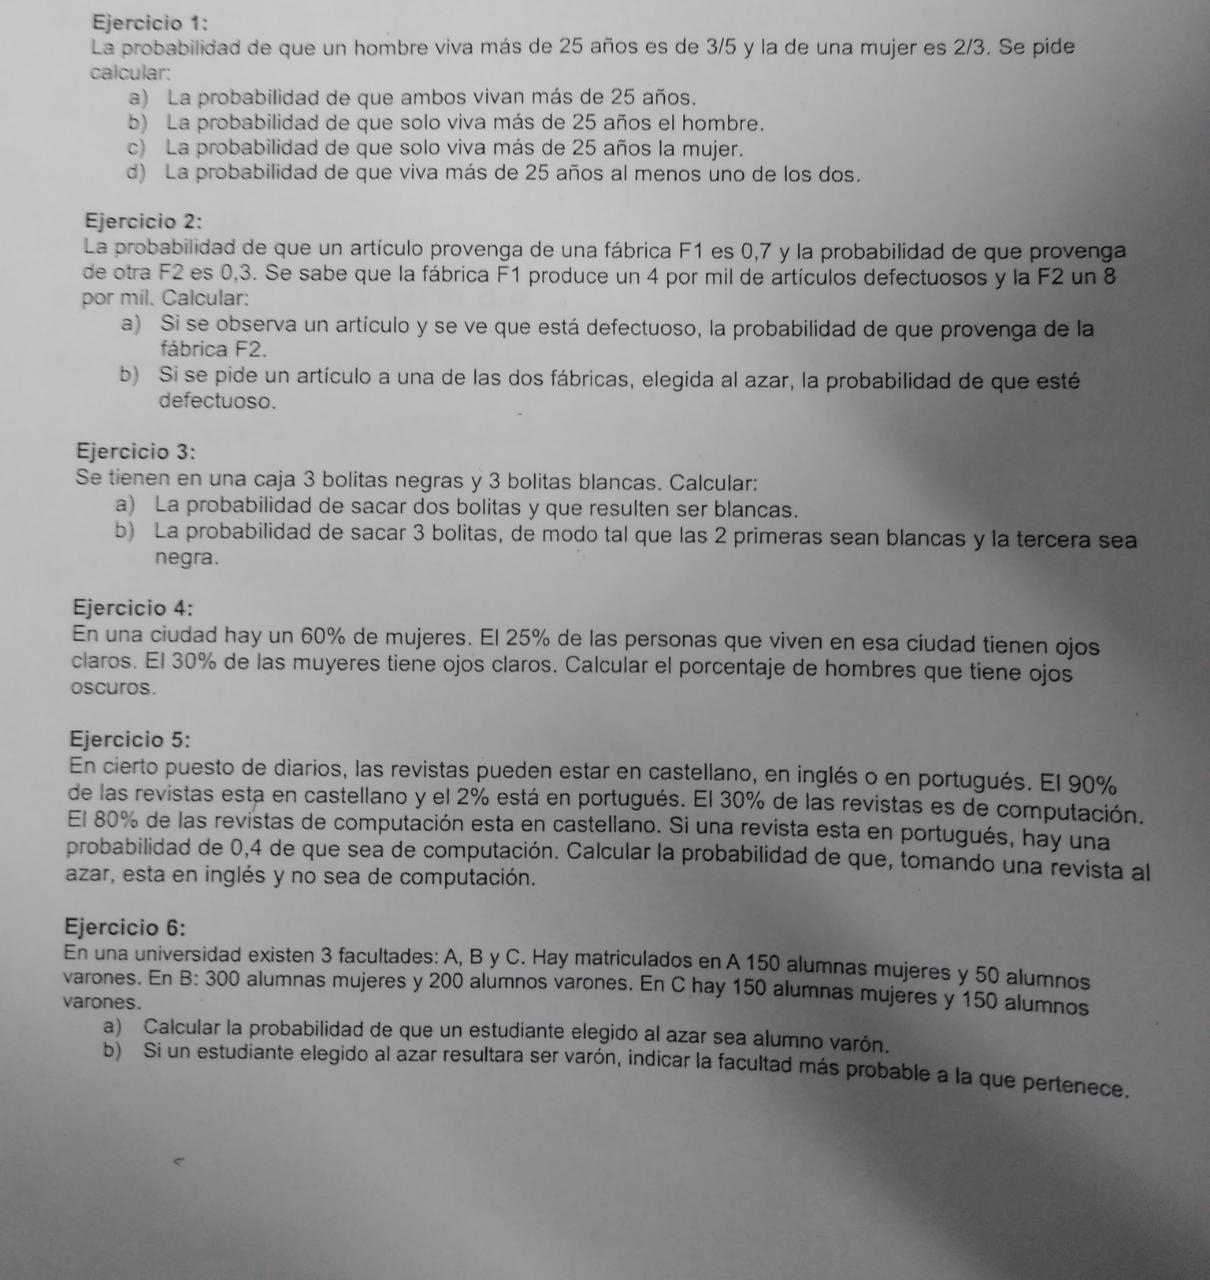 Ejercicio 1:
La probabilidad de que un hombre viva más de 25 años es de 3/5 y la de una mujer es 2/3. Se pide
calcular:
a) La probabilidad de que ambos vivan más de 25 años.
b) La probabilidad de que solo viva más de 25 años el hombre.
c) La probabilidad de que solo viva más de 25 años la mujer.
d) La probabilidad de que viva más de 25 años al menos uno de los dos.
Ejercicio 2:
La probabilidad de que un artículo provenga de una fábrica F1 es 0,7 y la probabilidad de que provenga
de otra F2 es 0,3. Se sabe que la fábrica F1 produce un 4 por mil de artículos defectuosos y la F2 un 8
por mil. Calcular:
a) Si se observa un artículo y se ve que está defectuoso, la probabilidad de que provenga de la
fábrica F2.
b) Si se pide un artículo a una de las dos fábricas, elegida al azar, la probabilidad de que esté
defectuoso.
Ejercicio 3:
Se tienen en una caja 3 bolitas negras y 3 bolitas blancas. Calcular:
a) La probabilidad de sacar dos bolitas y que resulten ser blancas.
b) La probabilidad de sacar 3 bolitas, de modo tal que las 2 primeras sean blancas y la tercera sea
negra.
Ejercicio 4:
En una ciudad hay un 60% de mujeres. El 25% de las personas que viven en esa ciudad tienen ojos
claros. El 30% de las muyeres tiene ojos claros. Calcular el porcentaje de hombres que tiene ojos
oscuros.
Ejercicio 5:
En cierto puesto de diarios, las revistas pueden estar en castellano, en inglés o en portugués. El 90%
de las revistas esta en castellano y el 2% está en portugués. El 30% de las revistas es de computación.
El 80% de las revistas de computación esta en castellano. Si una revista esta en portugués, hay una
probabilidad de 0,4 de que sea de computación. Calcular la probabilidad de que, tomando una revista al
azar, esta en inglés y no sea de computación.
Ejercicio 6:
En una universidad existen 3 facultades: A, B y C. Hay matriculados en A 150 alumnas mujeres y 50 alumnos
varones. En B: 300 alumnas mujeres y 200 alumnos varones. En C hay 150 alumnas mujeres y 150 alumnos
varones.
a) Calcular la probabilidad de que un estudiante elegido al azar sea alumno varón.
b) Si un estudiante elegido al azar resultara ser varón, indicar la facultad más probable a la que pertenece.